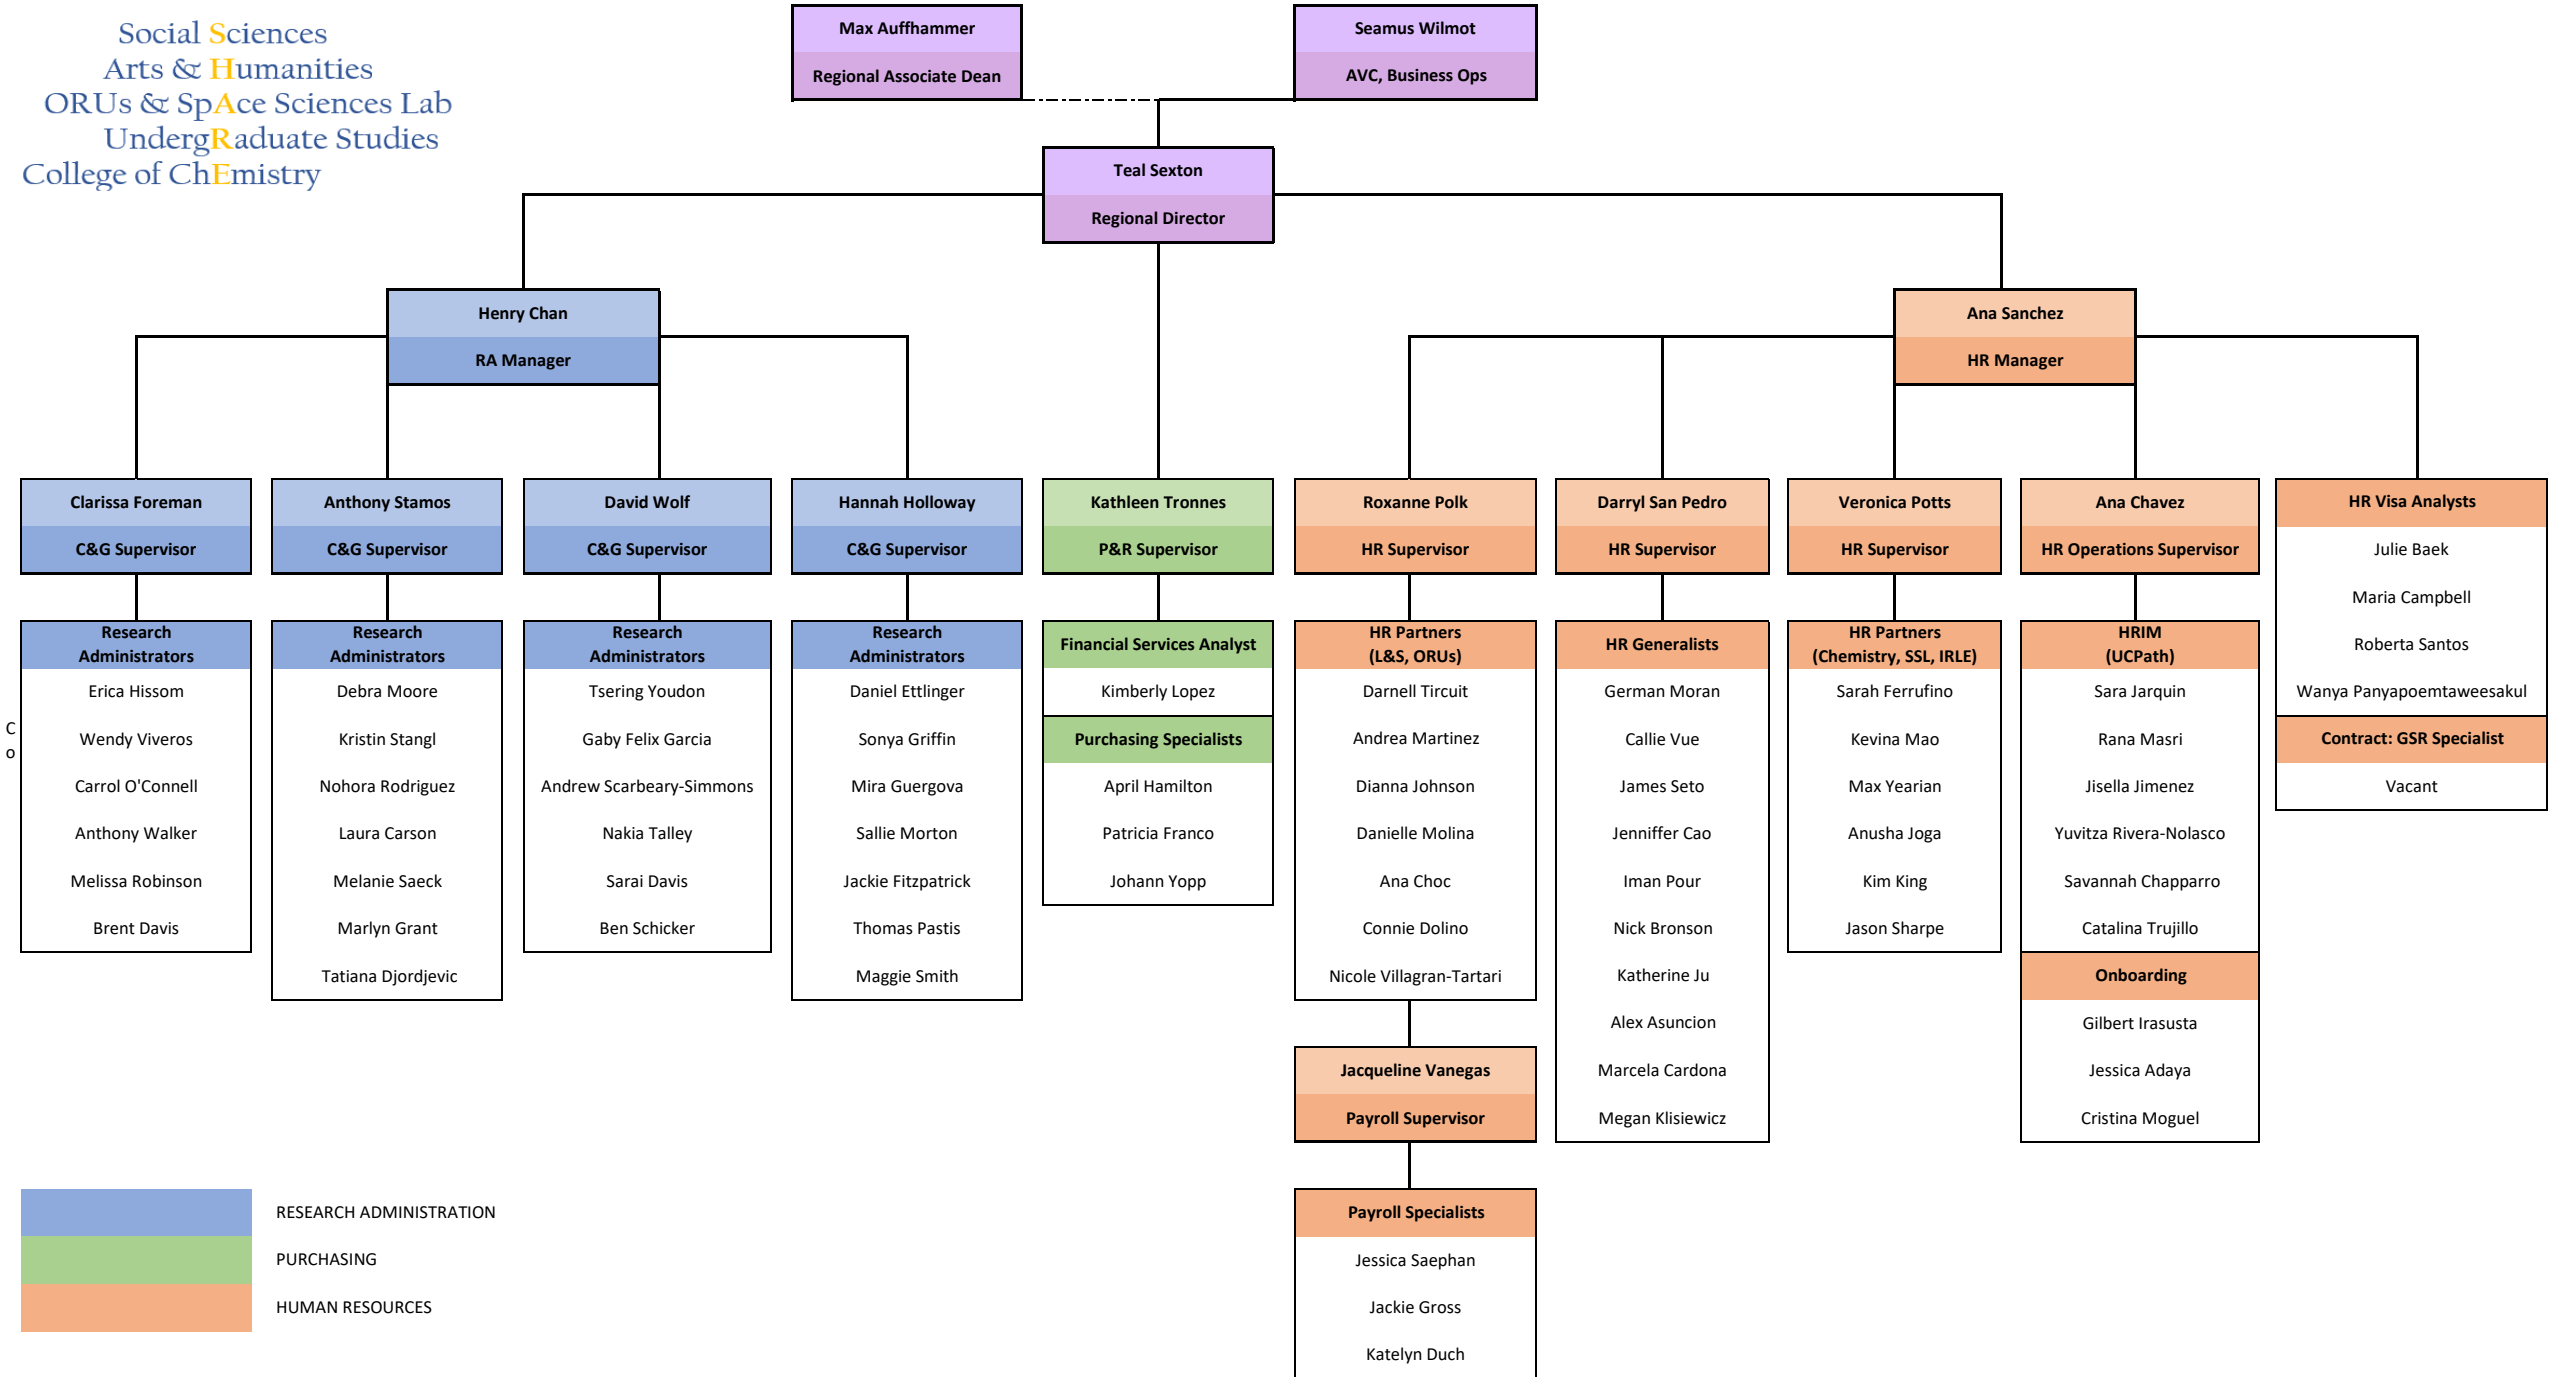 Social Sciences
Arts & Humanities
ORUs & SpAce Sciences Lab
UndergRaduate Studies
College of ChEmistry
Max Auffhammer
Regional Associate Dean
Seamus Wilmot
AVC, Business Ops
Teal Sexton
Regional Director
Henry Chan
RA Manager
Ana Sanchez
HR Manager
Clarissa Foreman
C&G Supervisor
Research
Administrators
Erica Hissom
Wendy Viveros
Carrol O'Connell
Anthony Walker
Melissa Robinson
Brent Davis
C
o
Anthony Stamos
C&G Supervisor
Research
Administrators
Debra Moore
Kristin Stangl
Nohora Rodriguez
Laura Carson
Melanie Saeck
Marlyn Grant
Tatiana Djordjevic
David Wolf
C&G Supervisor
Research
Administrators
Tsering Youdon
Gaby Felix Garcia
Andrew Scarbeary-Simmons
Nakia Talley
Sarai Davis
Ben Schicker
Hannah Holloway
C&G Supervisor
Research
Administrators
Daniel Ettlinger
Sonya Griffin
Mira Guergova
Sallie Morton
Jackie Fitzpatrick
Thomas Pastis
Maggie Smith
Kathleen Tronnes
P&R Supervisor
Financial Services Analyst
Kimberly Lopez
Purchasing Specialists
April Hamilton
Patricia Franco
Johann Yopp
Roxanne Polk
HR Supervisor
HR Partners
(L&S, ORUs)
Darnell Tircuit
Andrea Martinez
Dianna Johnson
Danielle Molina
Ana Choc
Connie Dolino
Nicole Villagran-Tartari
Jacqueline Vanegas
Payroll Supervisor
Payroll Specialists
Jessica Saephan
Jackie Gross
Katelyn Duch
Darryl San Pedro
HR Supervisor
HR Generalists
German Moran
Callie Vue
James Seto
Jenniffer Cao
Iman Pour
Nick Bronson
Katherine Ju
Alex Asuncion
Marcela Cardona
Megan Klisiewicz
Veronica Potts
HR Supervisor
HR Partners
(Chemistry, SSL, IRLE)
Sarah Ferrufino
Kevina Mao
Max Yearian
Anusha Joga
Kim King
Jason Sharpe
Ana Chavez
HR Operations Supervisor
HRIM
(UCPath)
Sara Jarquin
Rana Masri
Jisella Jimenez
Yuvitza Rivera-Nolasco
Savannah Chapparro
Catalina Trujillo
Onboarding
Gilbert Irasusta
Jessica Adaya
Cristina Moguel
HR Visa Analysts
Julie Baek
Maria Campbell
Roberta Santos
Wanya Panyapoemtaweesakul
Contract: GSR Specialist
Vacant
RESEARCH ADMINISTRATION
PURCHASING
HUMAN RESOURCES